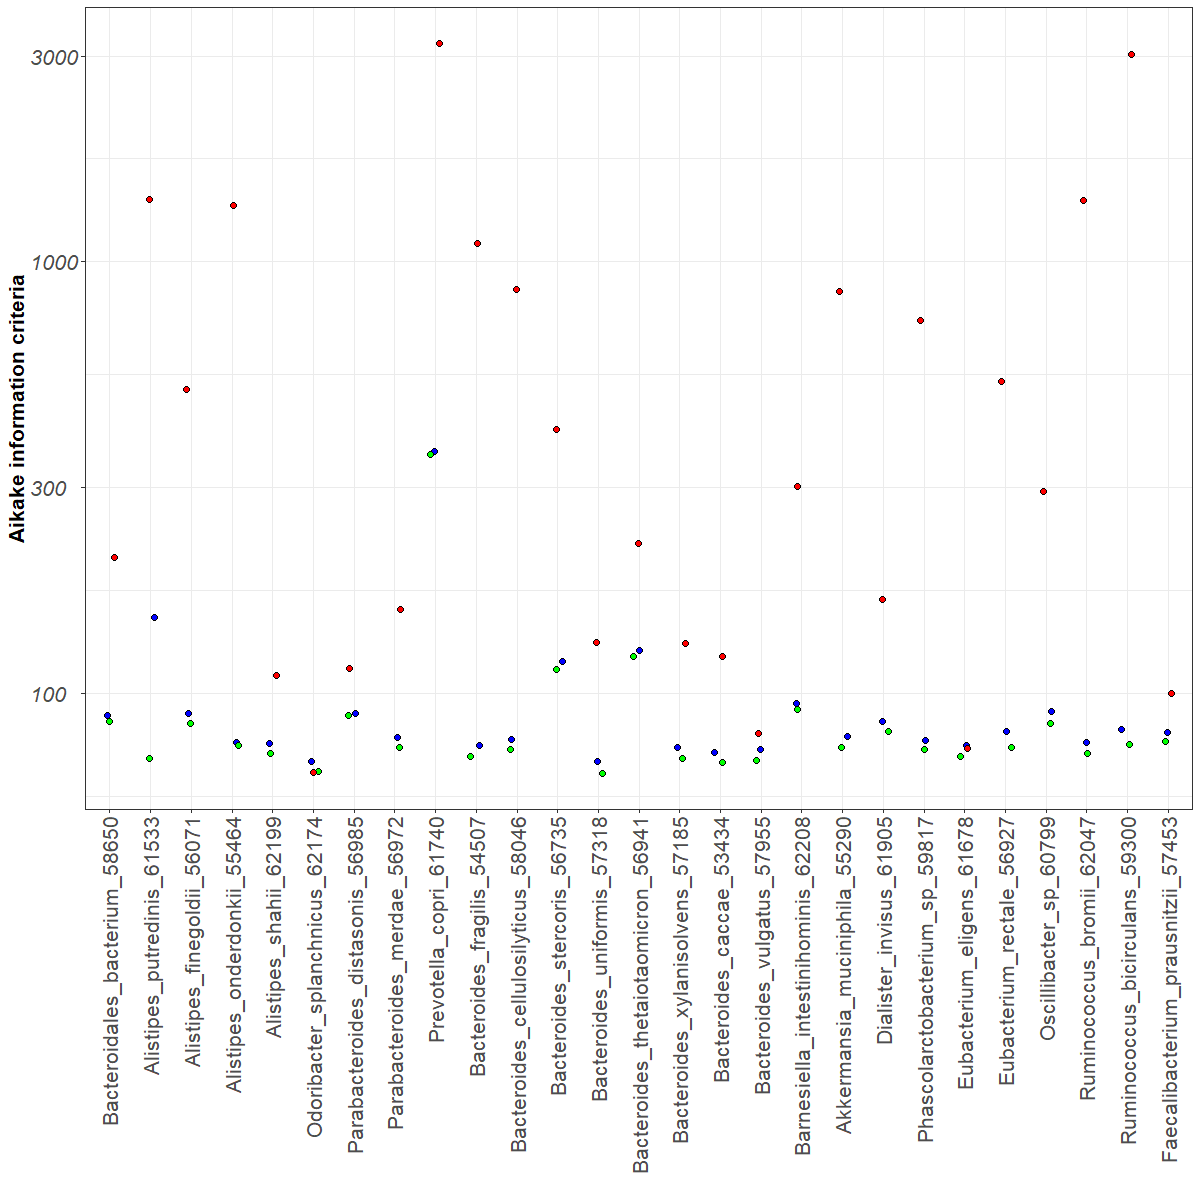 Aikake information criteria
3000
1000
300
100
Bacteroidales_bacterium_58650
Alistipes_putredinis_61533
Alistipes_finegoldii_56071
Alistipes_onderdonkii_55464
Alistipes_shahii_62199
Odoribacter_splanchnicus_62174
Parabacteroides_distasonis_56985
Parabacteroides_merdae_56972
Prevotella_copri_61740
Bacteroides_fragilis_54507
Bacteroides_cellulosilyticus_58046
Bacteroides_stercoris_56735
Bacteroides_uniformis_57318
Bacteroides_thetaiotaomicron_56941
Bacteroides_xylanisolvens_57185
Bacteroides_caccae_53434
Bacteroides_vulgatus_57955
Barnesiella_intestinihominis_62208
Akkermansia_muciniphila_55290
Dialister_invisus_61905
Phascolarctobacterium_sp_59817
Eubacterium_eligens_61678
Eubacterium_rectale_56927
Oscillibacter_sp_60799
Ruminococcus_bromii_62047
Ruminococcus_bicirculans_59300
Faecalibacterium_prausnitzii_57453